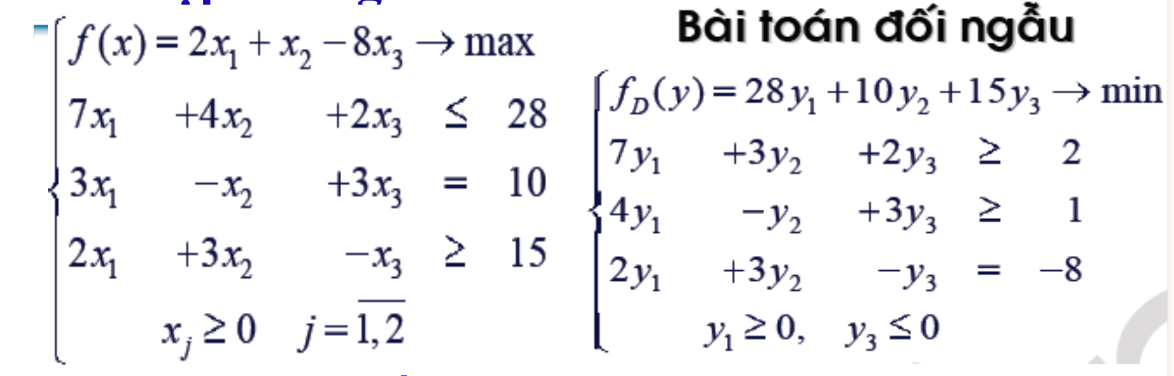 f(x) = 2x₁ + x₂ − 8x₃ → max
7x₁ +4x₂ +2x₃ ≤ 28
3x₁ −x₂ +3x₃ = 10
2x₁ +3x₂ −x₃ ≥ 15
xⱼ ≥ 0 j = 1,2
Bài toán đối ngẫu
f_D(y) = 28y₁ +10y₂ +15y₃ → min
7y₁ +3y₂ +2y₃ ≥ 2
4y₁ −y₂ +3y₃ ≥ 1
2y₁ +3y₂ −y₃ = −8
y₁ ≥ 0, y₃ ≤ 0